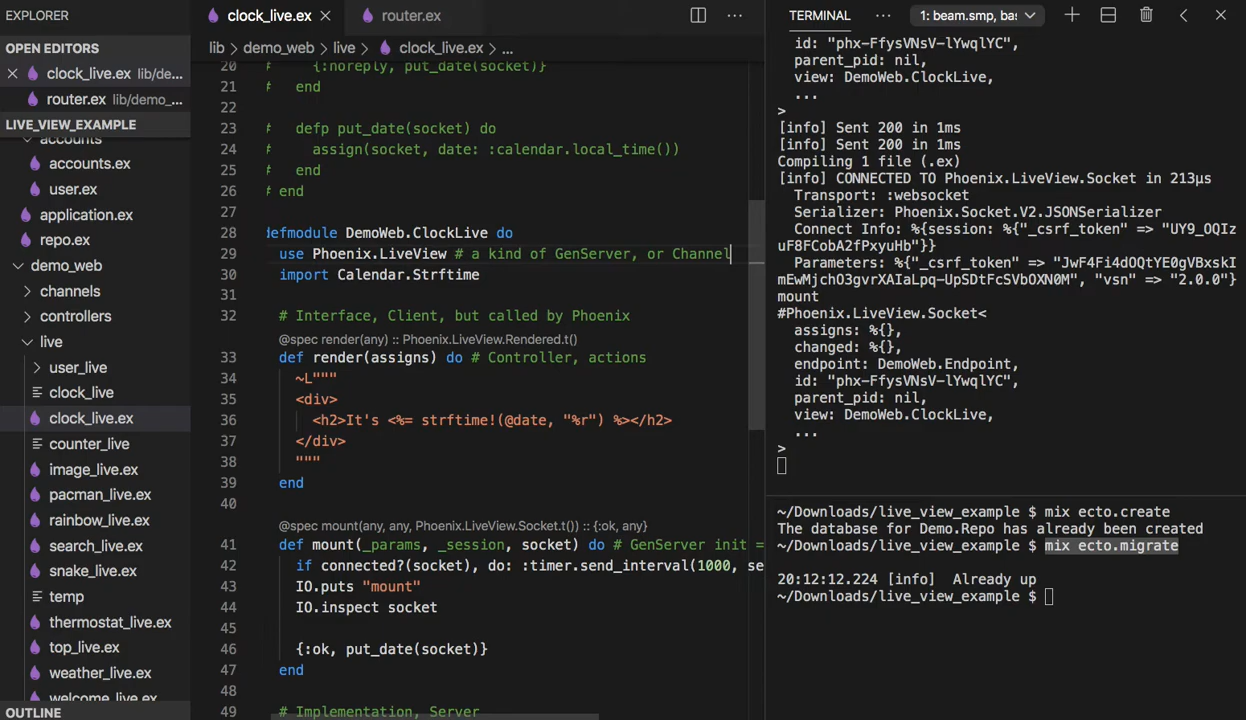 EXPLORER
OPEN EDITORS
clock_live.ex lib/de...
router.ex lib/demo_...
LIVE_VIEW_EXAMPLE
accounts
accounts.ex
user.ex
application.ex
repo.ex
demo_web
channels
controllers
live
user_live
clock_live
clock_live.ex
counter_live
image_live.ex
pacman_live.ex
rainbow_live.ex
search_live.ex
snake_live.ex
temp
thermostat_live.ex
top_live.ex
weather_live.ex
welcome_live.ex
OUTLINE
clock_live.ex
router.ex
lib > demo_web > live > clock_live.ex > ...
20 {:noreply, put_date(socket)}
21 # end
22
23 # defp put_date(socket) do
24 # assign(socket, date: :calendar.local_time())
25 # end
26 # end
27
28 efmodule DemoWeb.ClockLive do
29 use Phoenix.LiveView # a kind of GenServer, or Channel
30 import Calendar.Strftime
31
32 # Interface, Client, but called by Phoenix
@spec render(any) :: Phoenix.LiveView.Rendered.t()
33 def render(assigns) do # Controller, actions
34 ~L"""
35 <div>
36 <h2>It's <%= strftime!(@date, "%r") %></h2>
37 </div>
38 """
39 end
40
@spec mount(any, any, Phoenix.LiveView.Socket.t()) :: {:ok, any}
41 def mount(_params, _session, socket) do # GenServer init =
42 if connected?(socket), do: :timer.send_interval(1000, se
43 IO.puts "mount"
44 IO.inspect socket
45
46 {:ok, put_date(socket)}
47 end
48
49 # Implementation, Server
TERMINAL ... 1: beam.smp, bas
id: "phx-FfysVNsV-lYwqlYC",
parent_pid: nil,
view: DemoWeb.ClockLive,
...
>
[info] Sent 200 in 1ms
[info] Sent 200 in 1ms
Compiling 1 file (.ex)
[info] CONNECTED TO Phoenix.LiveView.Socket in 213µs
Transport: :websocket
Serializer: Phoenix.Socket.V2.JSONSerializer
Connect Info: %{session: %{"_csrf_token" => "UY9_OQIz
uF8FCobA2fPxyuHb"}}
Parameters: %{"_csrf_token" => "JwF4Fi4dOQtYE0gVBxskI
mEwMjchO3gvrXAIaLpq-UpSDtFcSVbOXN0M", "vsn" => "2.0.0"}
mount
#Phoenix.LiveView.Socket<
assigns: %{},
changed: %{},
endpoint: DemoWeb.Endpoint,
id: "phx-FfysVNsV-lYwqlYC",
parent_pid: nil,
view: DemoWeb.ClockLive,
...
>
~/Downloads/live_view_example $ mix ecto.create
The database for Demo.Repo has already been created
~/Downloads/live_view_example $ mix ecto.migrate
20:12:12.224 [info] Already up
~/Downloads/live_view_example $